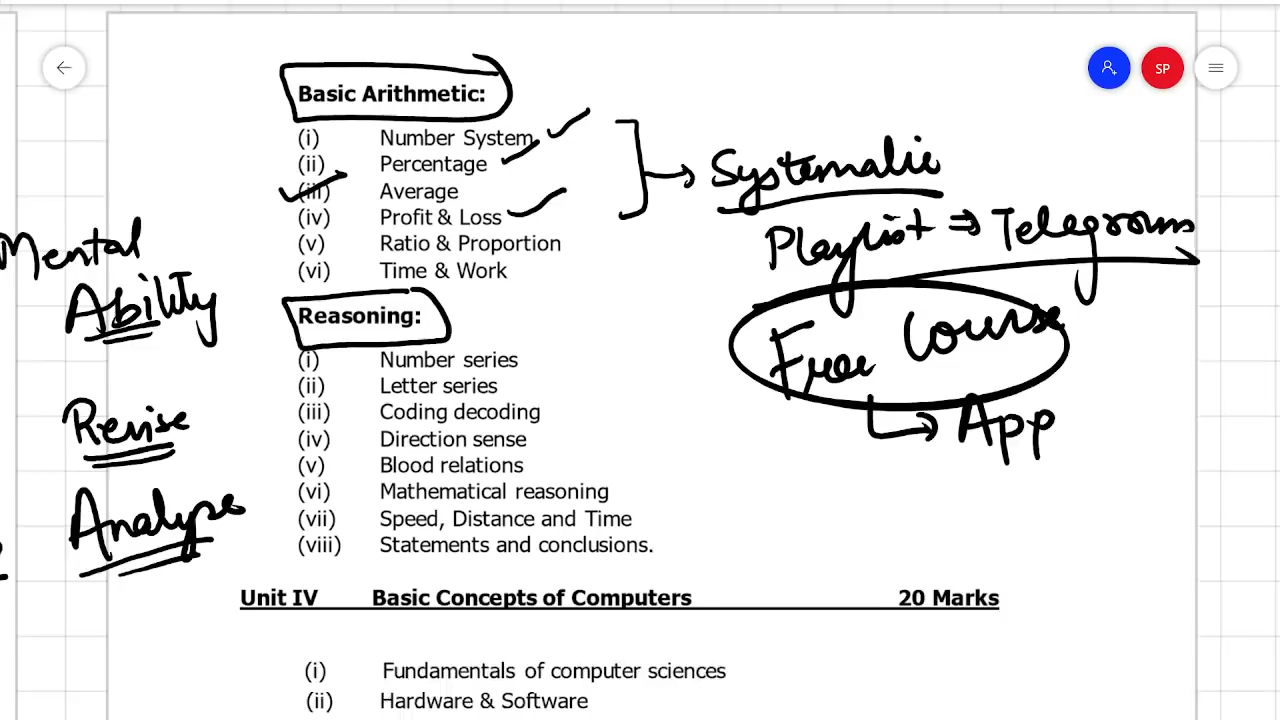 SP
Basic Arithmetic:
(i) Number System
(ii) Percentage
(iii) Average
(iv) Profit & Loss
(v) Ratio & Proportion
(vi) Time & Work
Systematic
Playlist ⇒ Telegram
Free Course
↳ App
Mental
Ability
Revise
Analyse
Reasoning:
(i) Number series
(ii) Letter series
(iii) Coding decoding
(iv) Direction sense
(v) Blood relations
(vi) Mathematical reasoning
(vii) Speed, Distance and Time
(viii) Statements and conclusions.
Unit IV Basic Concepts of Computers 20 Marks
(i) Fundamentals of computer sciences
(ii) Hardware & Software